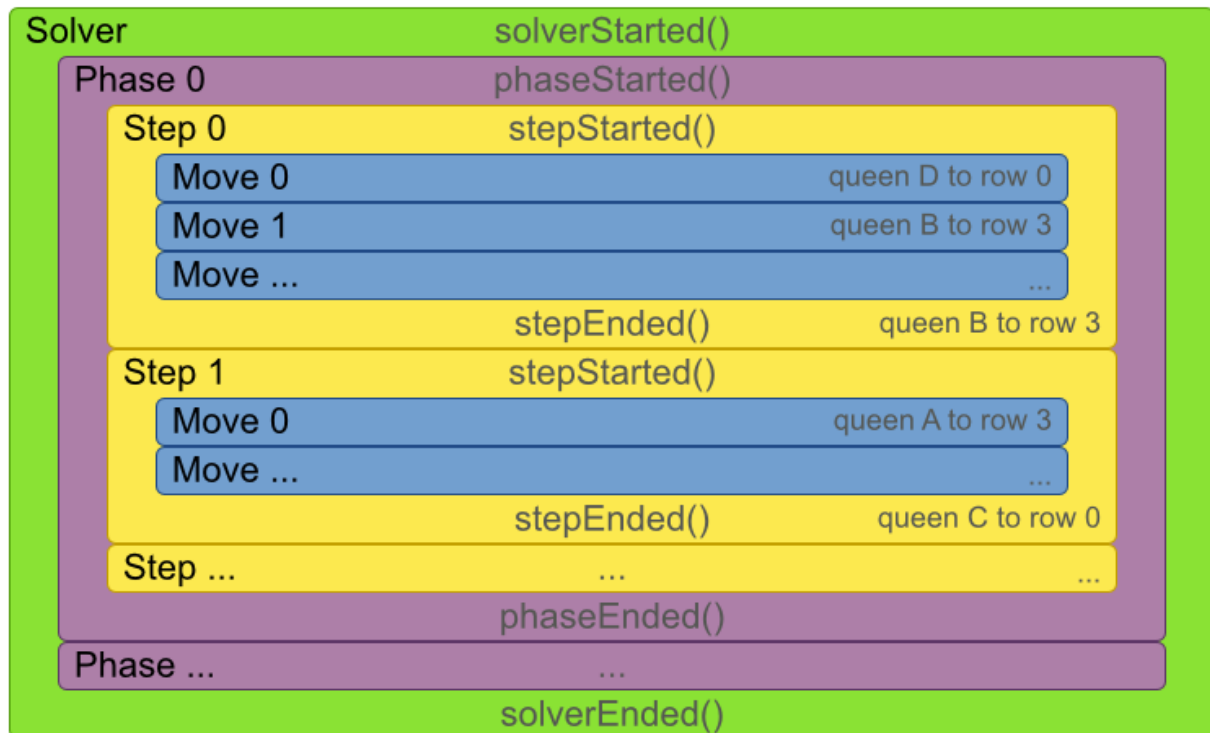 Solver solverStarted()
Phase 0 phaseStarted()
Step 0 stepStarted()
Move 0 queen D to row 0
Move 1 queen B to row 3
Move ... ...
stepEnded() queen B to row 3
Step 1 stepStarted()
Move 0 queen A to row 3
Move ... ...
stepEnded() queen C to row 0
Step ... ... ...
phaseEnded()
Phase ... ...
solverEnded()